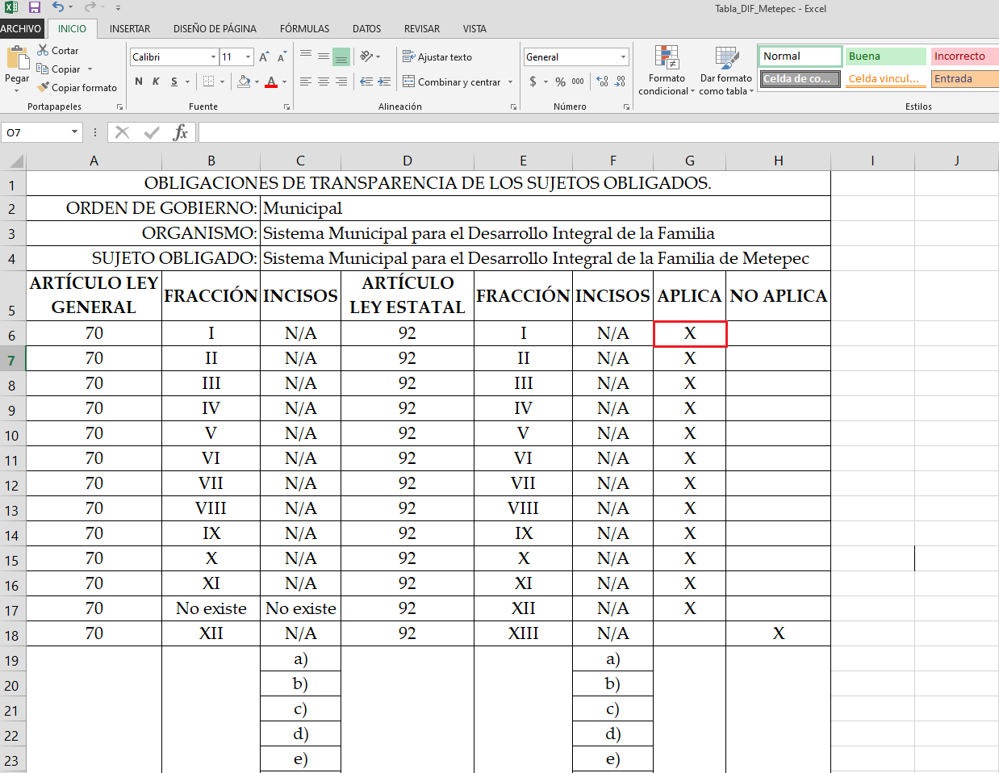 Tabla_DIF_Metepec - Excel
ARCHIVO INICIO INSERTAR DISEÑO DE PÁGINA FÓRMULAS DATOS REVISAR VISTA
Pegar Cortar Copiar Copiar formato
Calibri 11
N K S A
Ajustar texto
Combinar y centrar
General
$ % 000
Formato condicional Dar formato como tabla
Normal Buena Incorrecto
Celda de co... Celda vincul... Entrada
Portapapeles Fuente Alineación Número Estilos
O7 fx
A B C D E F G H I J
1 OBLIGACIONES DE TRANSPARENCIA DE LOS SUJETOS OBLIGADOS.
2 ORDEN DE GOBIERNO: Municipal
3 ORGANISMO: Sistema Municipal para el Desarrollo Integral de la Familia
4 SUJETO OBLIGADO: Sistema Municipal para el Desarrollo Integral de la Familia de Metepec
5 ARTÍCULO LEY GENERAL FRACCIÓN INCISOS ARTÍCULO LEY ESTATAL FRACCIÓN INCISOS APLICA NO APLICA
6 70 I N/A 92 I N/A X
7 70 II N/A 92 II N/A X
8 70 III N/A 92 III N/A X
9 70 IV N/A 92 IV N/A X
10 70 V N/A 92 V N/A X
11 70 VI N/A 92 VI N/A X
12 70 VII N/A 92 VII N/A X
13 70 VIII N/A 92 VIII N/A X
14 70 IX N/A 92 IX N/A X
15 70 X N/A 92 X N/A X
16 70 XI N/A 92 XI N/A X
17 70 No existe No existe 92 XII N/A X
18 70 XII N/A 92 XIII N/A X
19 a) a)
20 b) b)
21 c) c)
22 d) d)
23 e) e)